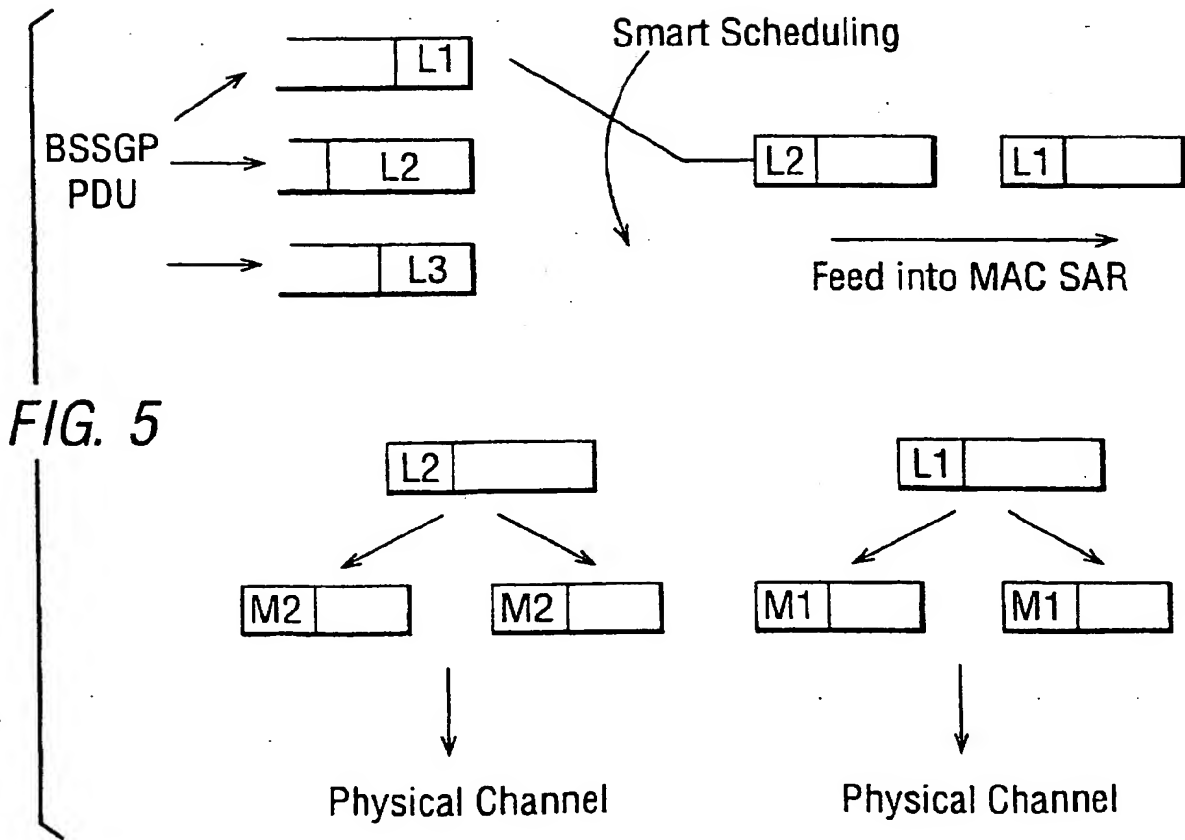 Smart Scheduling
L1
BSSGP
PDU
L2
L2
L1
L3
Feed into MAC SAR
FIG. 5
L2
L1
M2
M2
M1
M1
Physical Channel
Physical Channel